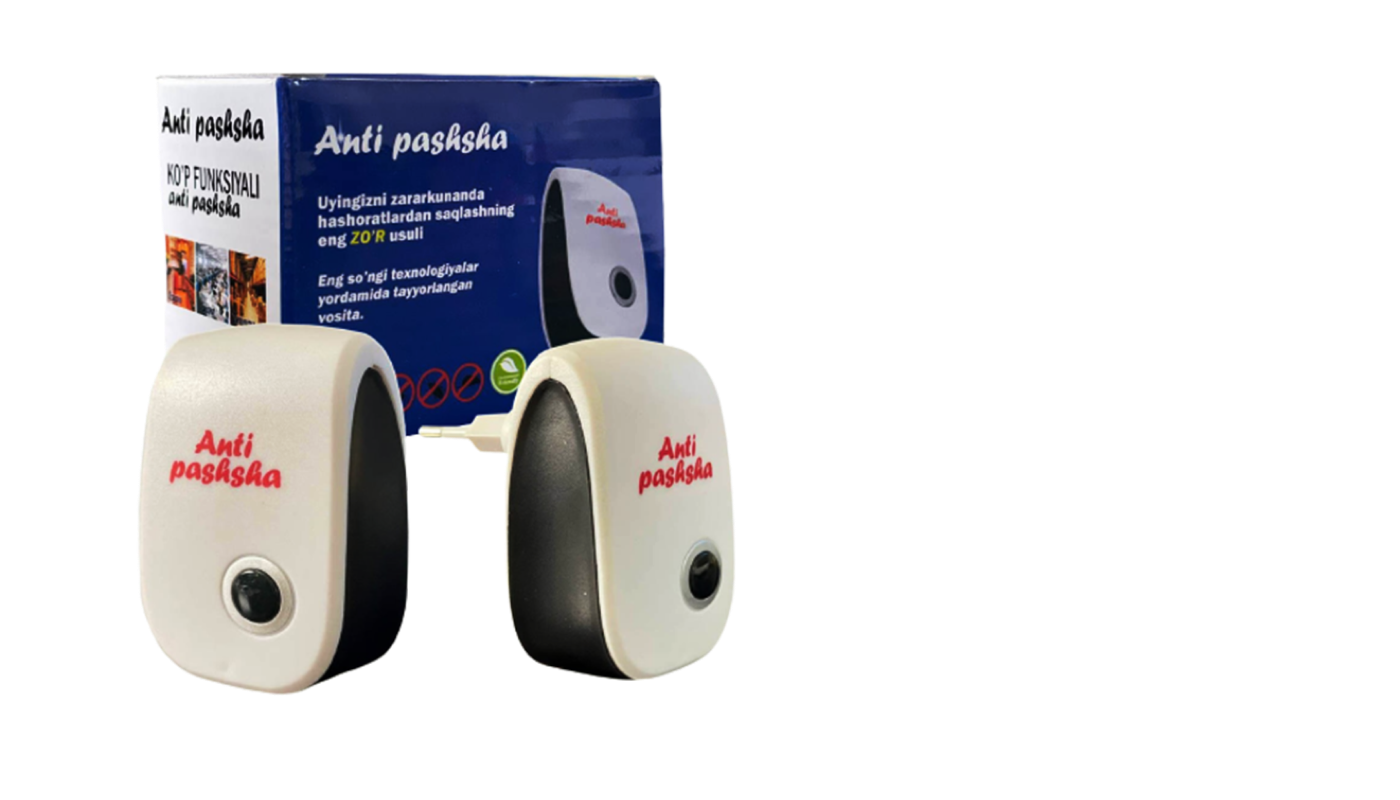 Anti pashsha
KO'P FUNKSIYALI
anti pashsha
Anti pashsha
Uyingizni zararkunanda
hashoratlardan saqlashning
eng ZO'R usuli
Eng so'ngi texnologiyalar
yordamida tayyorlangan
vosita.
Anti
pashsha
Friendly
Anti
pashsha
Anti
pashsha